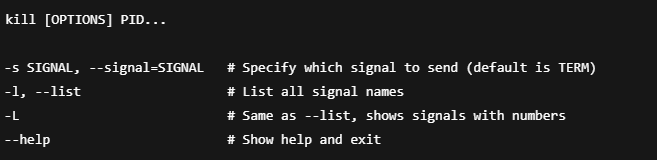 kill [OPTIONS] PID...
-s SIGNAL, --signal=SIGNAL   # Specify which signal to send (default is TERM)
-l, --list                   # List all signal names
-L                           # Same as --list, shows signals with numbers
--help                       # Show help and exit